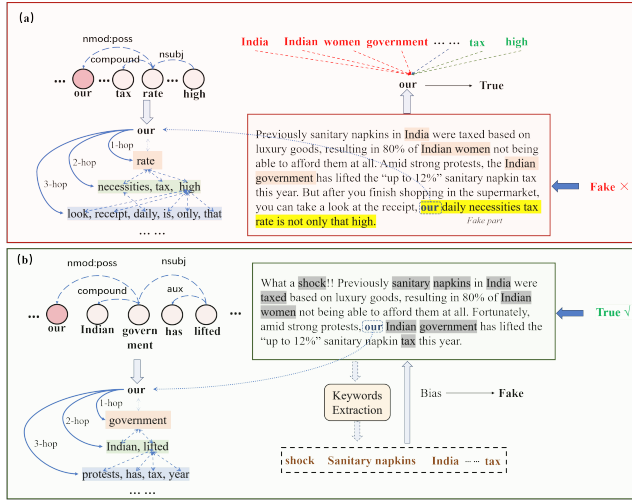 (a)
nmod:poss
compound
nsubj
... our ... tax rate high ...
our
1-hop
rate
2-hop
necessities, tax, high
3-hop
look, receipt, daily, is, only, that
... ...
India Indian women government ... ... tax high
our True
Previously sanitary napkins in India were taxed based on
luxury goods, resulting in 80% of Indian women not being
able to afford them at all. Amid strong protests, the Indian
government has lifted the “up to 12%” sanitary napkin tax
this year. But after you finish shopping in the supermarket,
you can take a look at the receipt, our daily necessities tax
rate is not only that high.
Fake part
Fake ×
(b)
nmod:poss
nsubj
compound
aux
... our Indian govern has lifted ...
ment
our
1-hop
government
2-hop
Indian, lifted
3-hop
protests, has, tax, year
... ...
What a shock!! Previously sanitary napkins in India were
taxed based on luxury goods, resulting in 80% of Indian
women not being able to afford them at all. Fortunately,
amid strong protests, our Indian government has lifted the
“up to 12%” sanitary napkin tax this year.
True √
Keywords
Extraction
Bias Fake
shock Sanitary napkins India ... tax